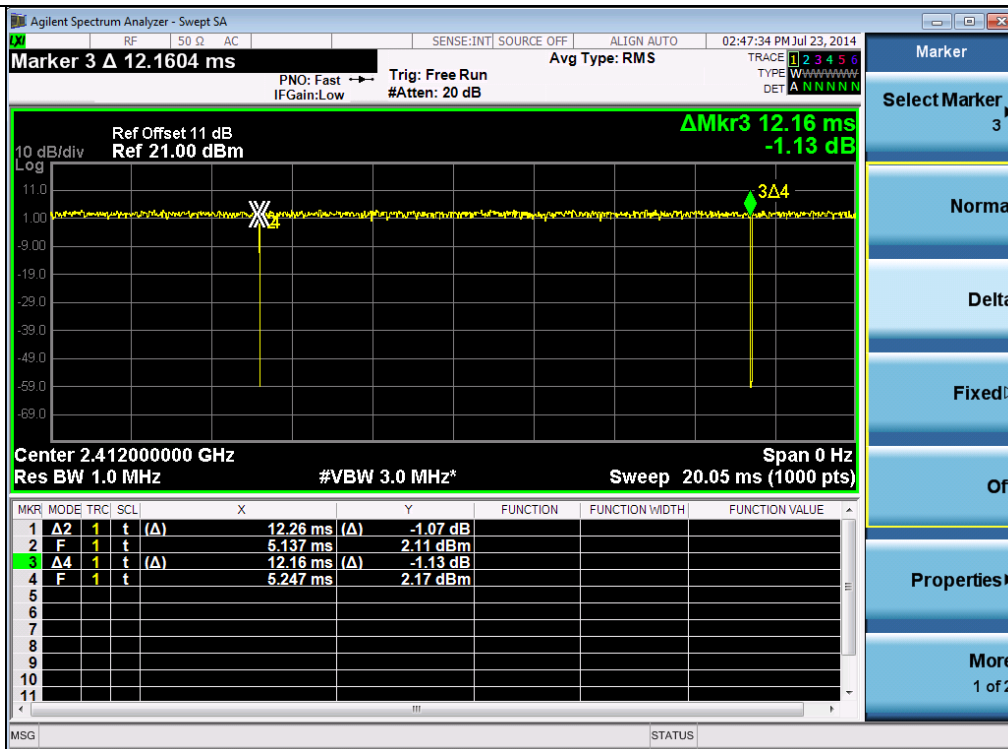 Agilent Spectrum Analyzer - Swept SA
LXI RF 50 Ω AC SENSE:INT SOURCE OFF ALIGN AUTO 02:47:34 PM Jul 23, 2014
Marker 3 Δ 12.1604 ms
PNO: Fast
IFGain:Low
Trig: Free Run
#Atten: 20 dB
Avg Type: RMS
TRACE 1 2 3 4 5 6
TYPE WWWWWW
DET A N N N N N
ΔMkr3 12.16 ms
-1.13 dB
Ref Offset 11 dB
10 dB/div Ref 21.00 dBm
Log
11.0
1.00
-9.00
-19.0
-29.0
-39.0
-49.0
-59.0
-69.0
4
3Δ4
Center 2.412000000 GHz Span 0 Hz
Res BW 1.0 MHz #VBW 3.0 MHz* Sweep 20.05 ms (1000 pts)
MKR MODE TRC SCL X Y FUNCTION FUNCTION WIDTH FUNCTION VALUE
1 Δ2 1 t (Δ) 12.26 ms (Δ) -1.07 dB
2 F 1 t 5.137 ms 2.11 dBm
3 Δ4 1 t (Δ) 12.16 ms (Δ) -1.13 dB
4 F 1 t 5.247 ms 2.17 dBm
5
6
7
8
9
10
11
MSG STATUS
Marker
Select Marker
3
Norma
Delta
Fixed
Of
Properties
More
1 of 2